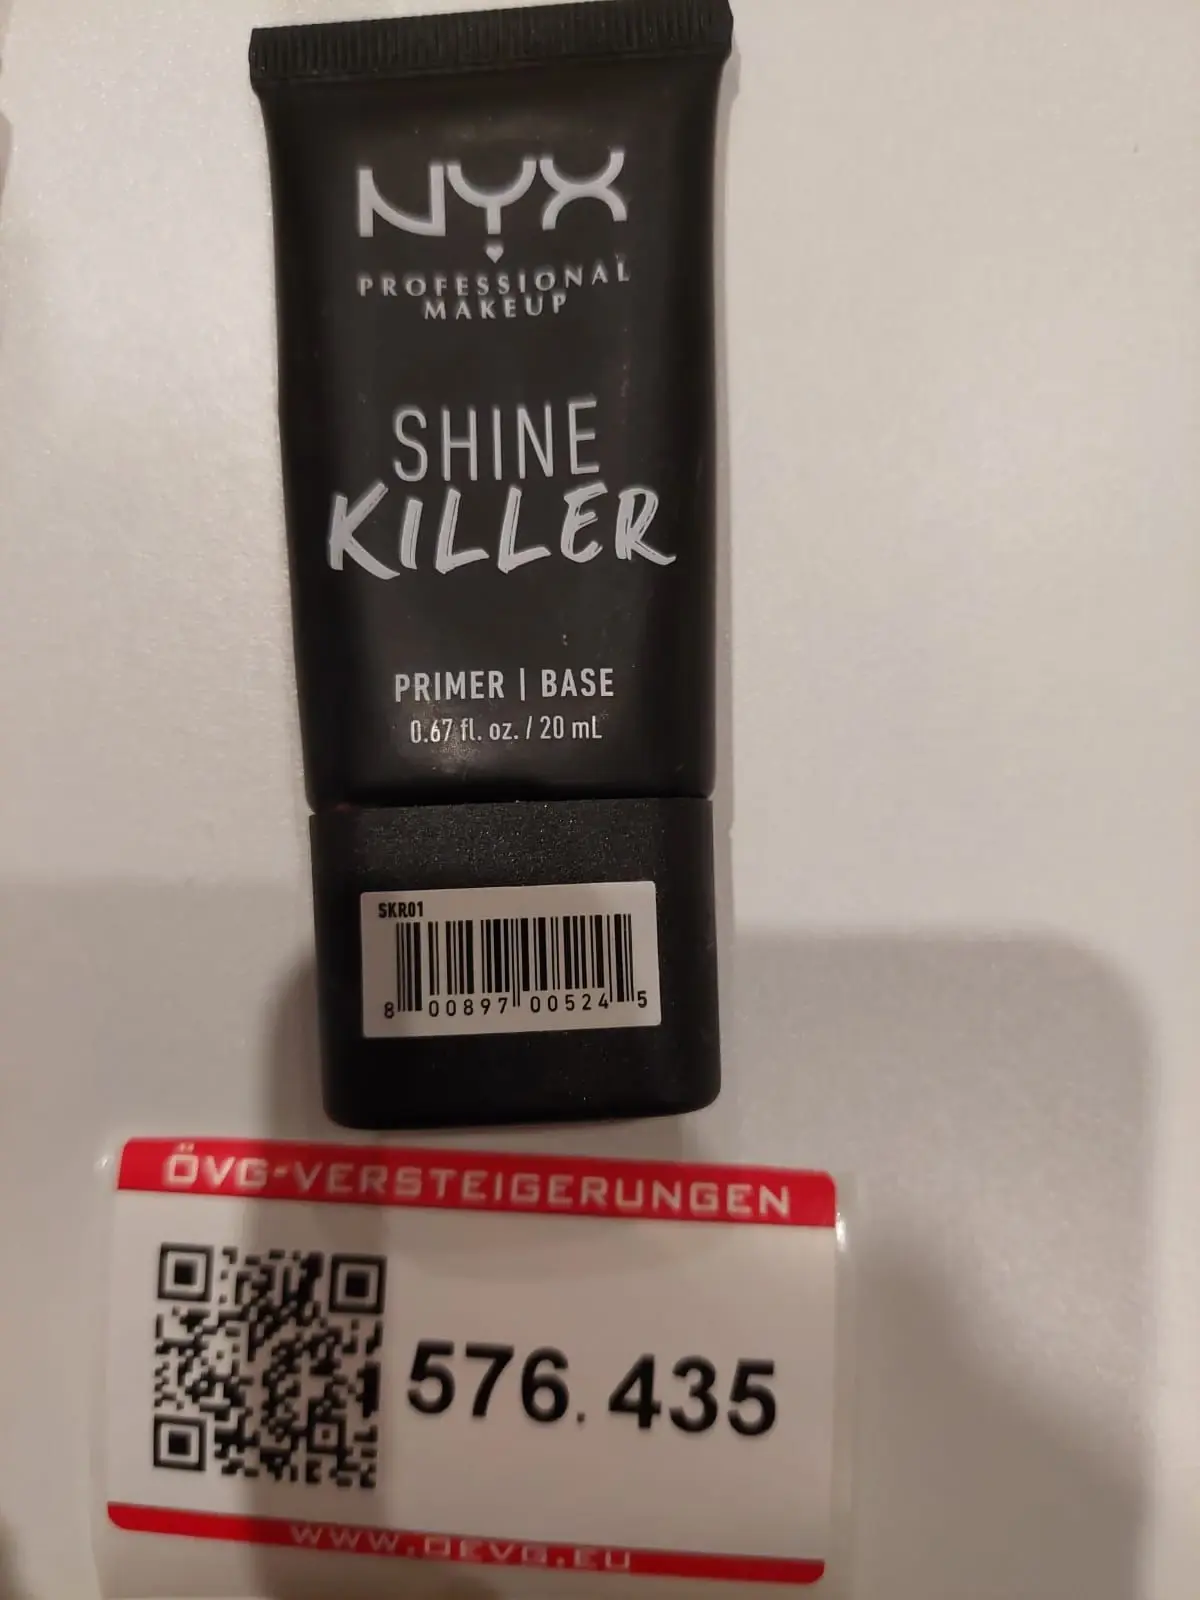 NYX
PROFESSIONAL
MAKEUP
SHINE
KILLER
PRIMER | BASE
0.67 fl. oz. / 20 mL
SKR01
8 00897 00524 5
ÖVG-VERSTEIGERUNGEN
576.435
WWW.OEVG.EU